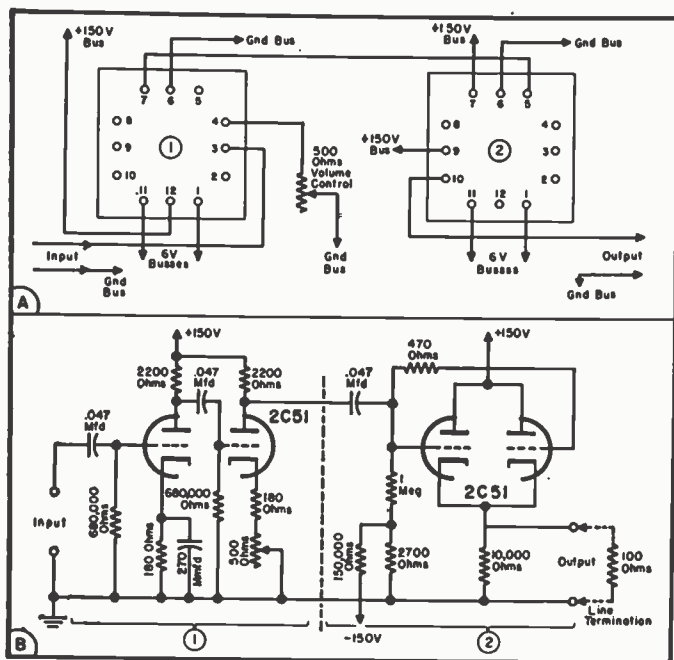 +150V
Bus
Gnd Bus
+150V
Bus
Gnd Bus
7
6
5
7
6
5
8
4
9
3
10
2
11
12
1
1
500
Ohms
Volume
Control
+150V
Bus
8
4
9
3
10
2
11
12
1
2
Input
6V
Busses
Gnd
Bus
Gnd
Bus
6V
Busses
Output
Gnd Bus
A
+150V
2200
Ohms
.047
Mfd
2200
Ohms
.047
Mfd
470
Ohms
+150V
.047
Mfd
2C51
2C51
Input
680,000
Ohms
680,000
Ohms
180 Ohms
270
Mmfd
180
Ohms
500
Ohms
1
Meg
150,000
Ohms
2700
Ohms
10,000
Ohms
Output
100
Ohms
-150V
Line
Termination
1
2
B